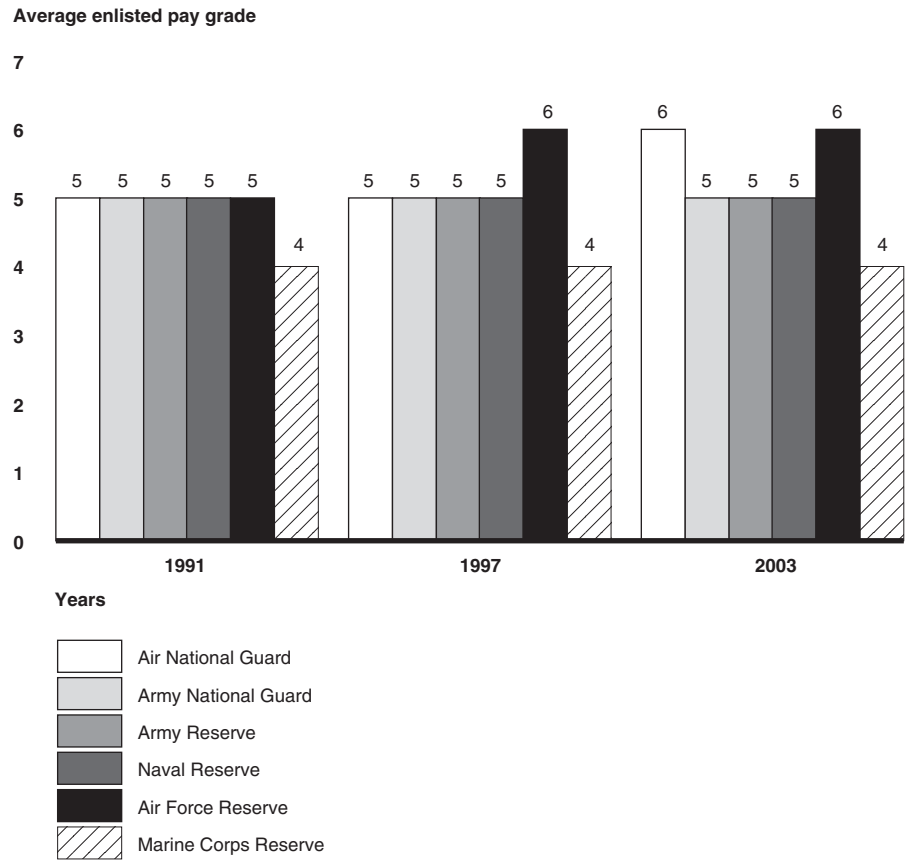 Average enlisted pay grade
7
6
5
4
3
2
1
0
5 5 5 5 5 4
5 5 5 5 6 4
6 5 5 5 6 4
1991 1997 2003
Years
Air National Guard
Army National Guard
Army Reserve
Naval Reserve
Air Force Reserve
Marine Corps Reserve